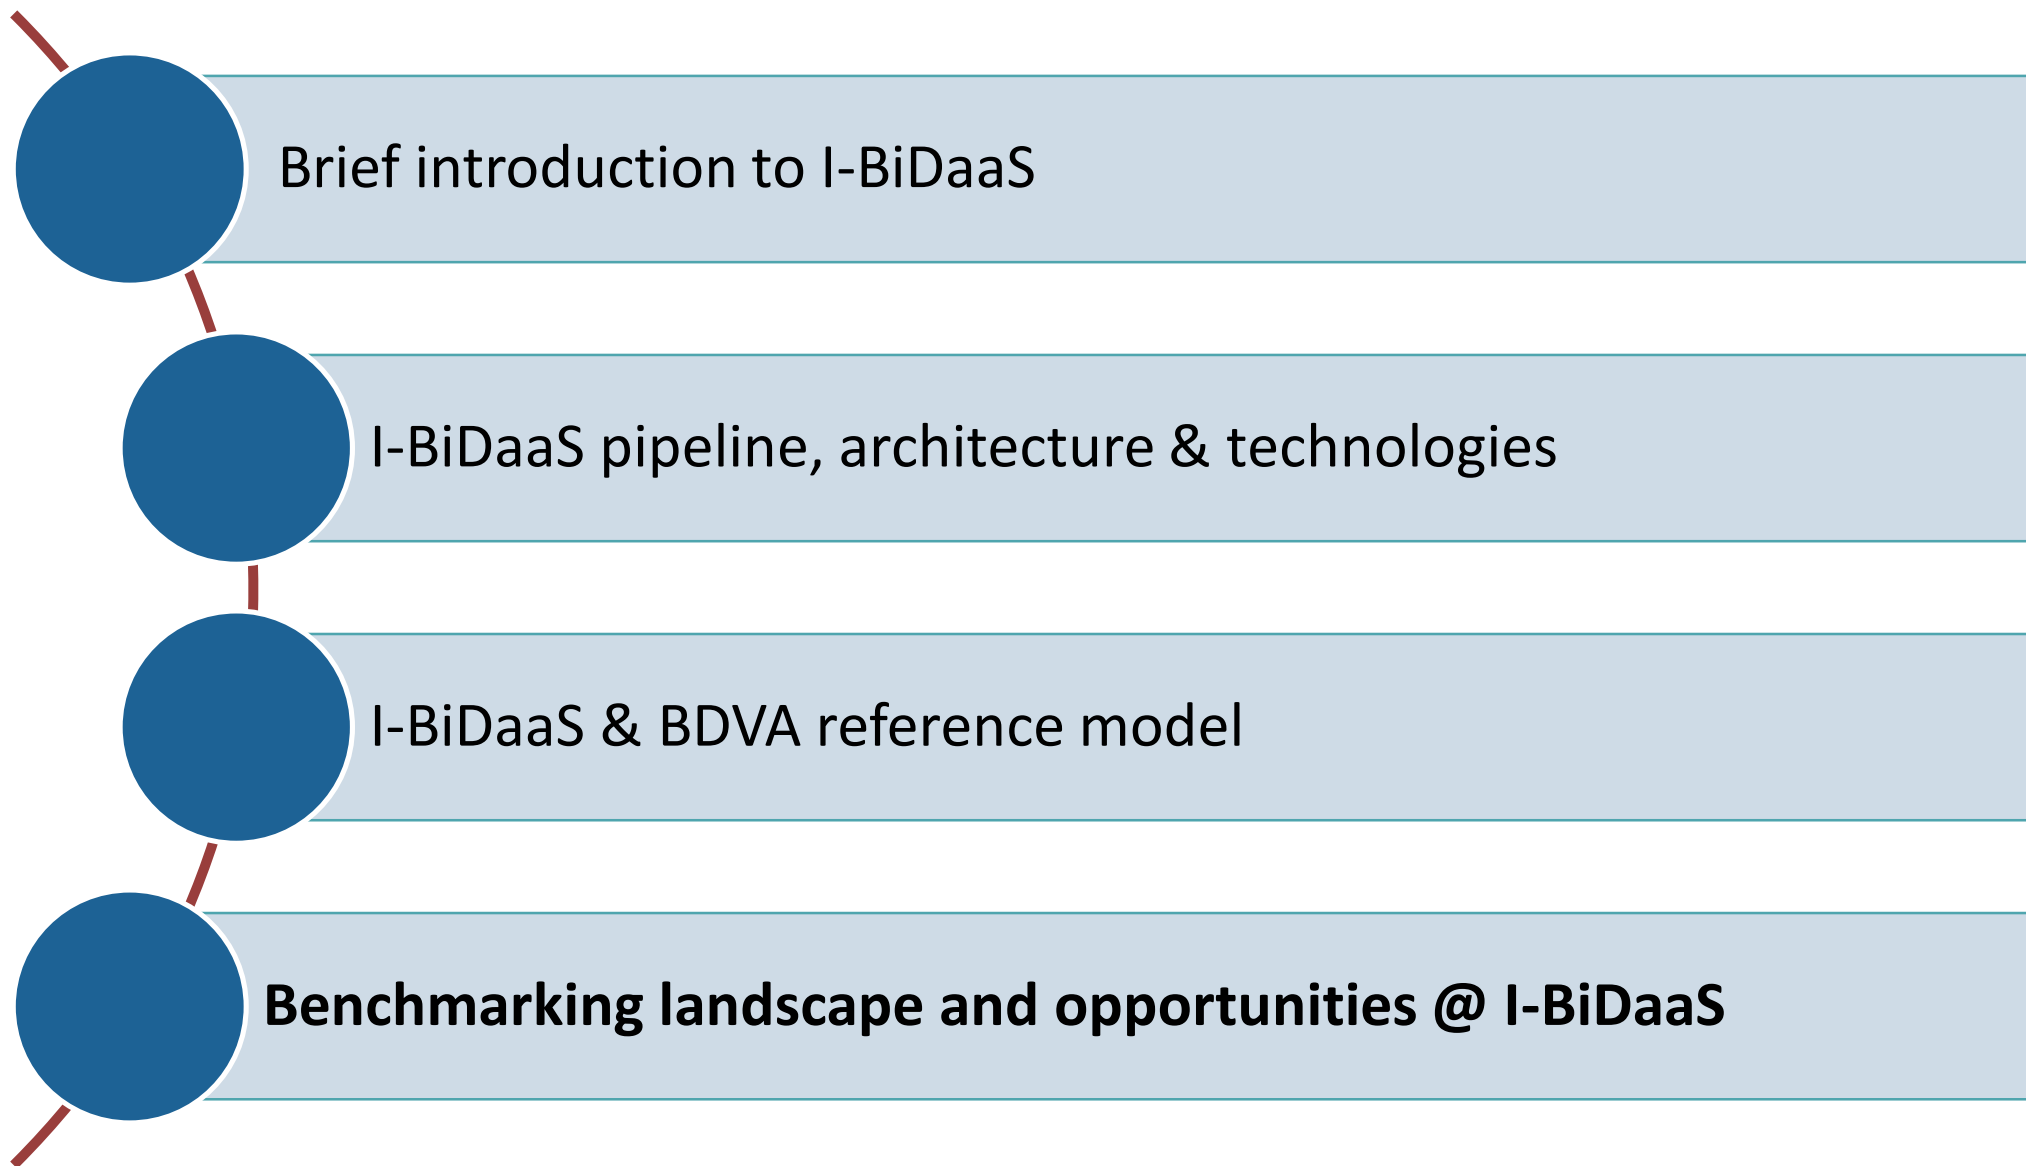 Brief introduction to I-BiDaaS
I-BiDaaS pipeline, architecture & technologies
I-BiDaaS & BDVA reference model
Benchmarking landscape and opportunities @ I-BiDaaS